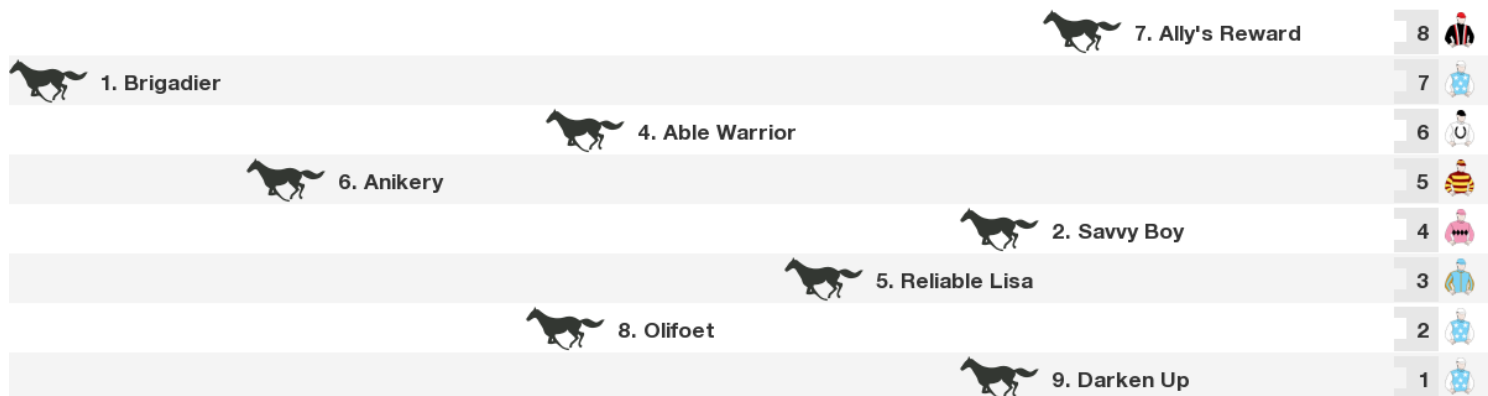 7. Ally's Reward 8
1. Brigadier 7
4. Able Warrior 6
6. Anikery 5
2. Savvy Boy 4
5. Reliable Lisa 3
8. Olifoet 2
9. Darken Up 1